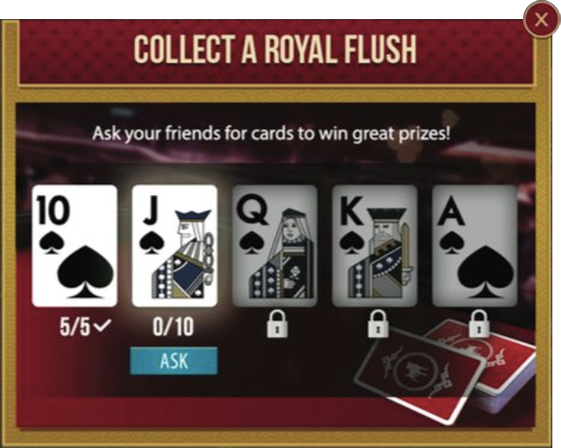 X
COLLECT A ROYAL FLUSH
Ask your friends for cards to win great prizes!
10 J Q K A
5/5✓ 0/10
ASK